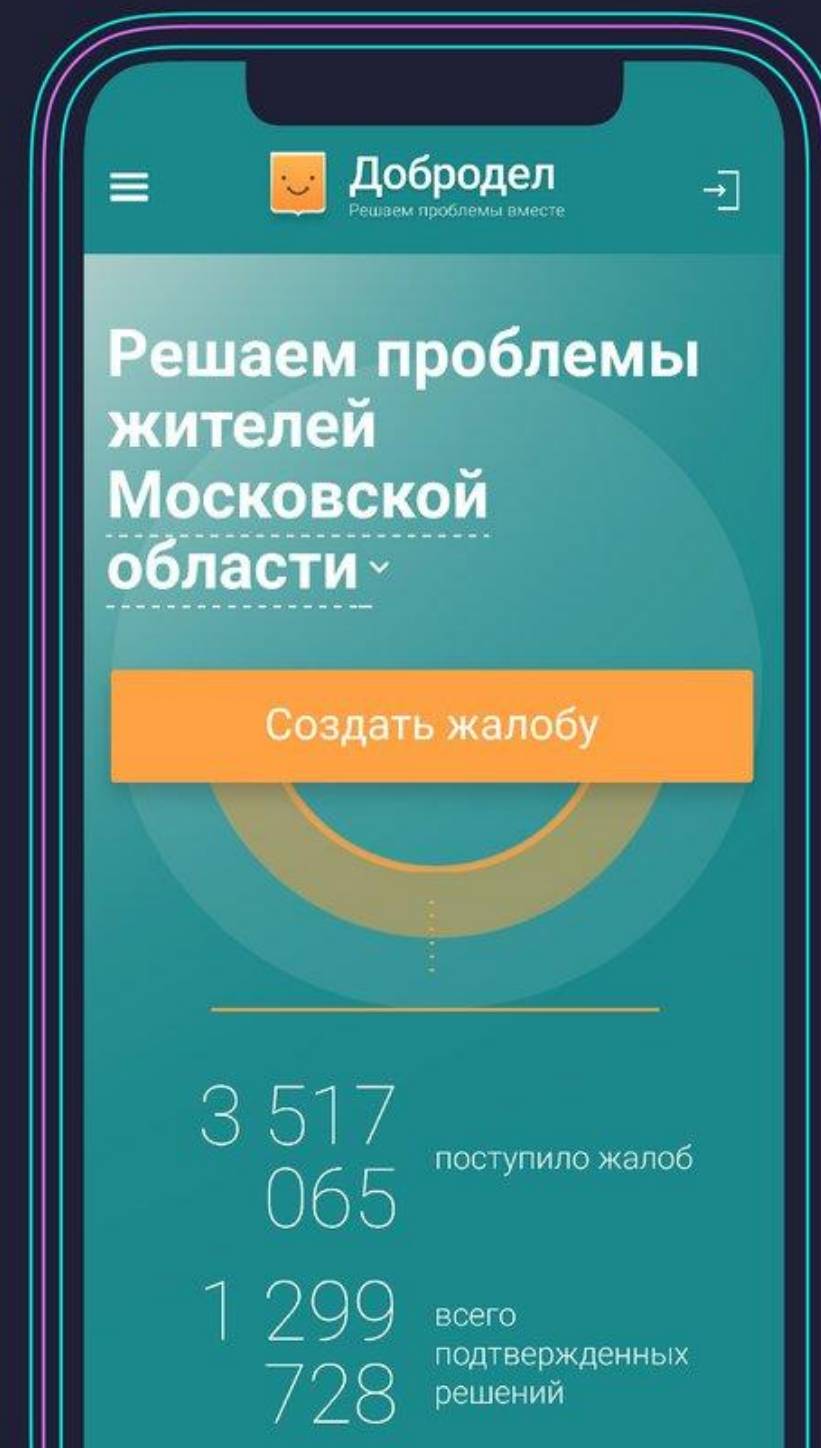 Добродел
Решаем проблемы вместе
Решаем проблемы
жителей
Московской
области
Создать жалобу
3 517
065
поступило жалоб
1 299
728
всего
подтвержденных
решений